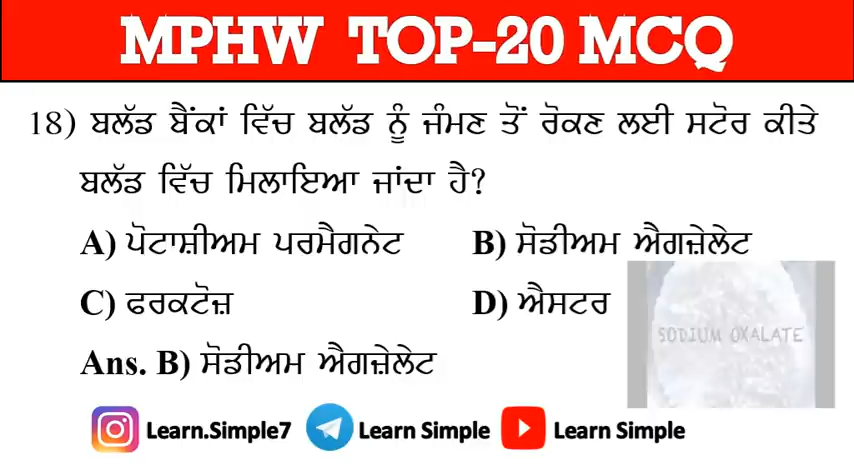 MPHW TOP-20 MCQ
18) ਬਲੱਡ ਬੈਂਕਾਂ ਵਿੱਚ ਬਲੱਡ ਨੂੰ ਜੰਮਣ ਤੋਂ ਰੋਕਣ ਲਈ ਸਟੋਰ ਕੀਤੇ
ਬਲੱਡ ਵਿੱਚ ਮਿਲਾਇਆ ਜਾਂਦਾ ਹੈ?
A) ਪੋਟਾਸ਼ੀਅਮ ਪਰਮੈਗਨੇਟ B) ਸੋਡੀਅਮ ਐਗਜ਼ੇਲੇਟ
C) ਫਰਕਟੋਜ਼ D) ਐਸਟਰ
SODIUM OXALATE
Ans. B) ਸੋਡੀਅਮ ਐਗਜ਼ੇਲੇਟ
Learn.Simple7 Learn Simple Learn Simple